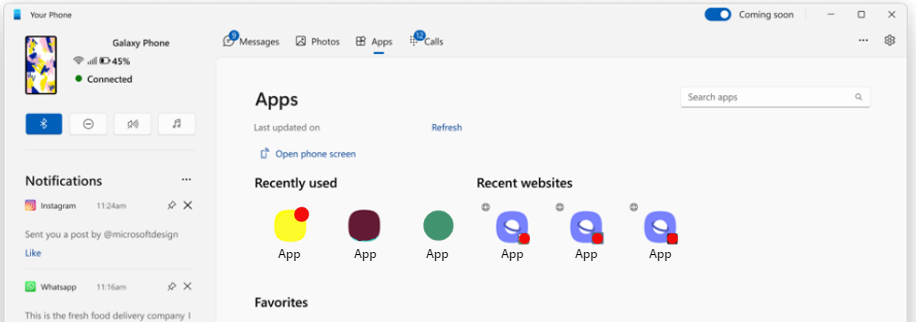 Your Phone
Coming soon
Galaxy Phone
45%
Connected
9
Messages
Photos
Apps
12
Calls
Apps
Search apps
Last updated on
Refresh
Open phone screen
Notifications
Instagram 11:24am
Sent you a post by @microsoftdesign
Like
Whatsapp 11:16am
This is the fresh food delivery company I
Recently used
App App App
Recent websites
App App App
Favorites